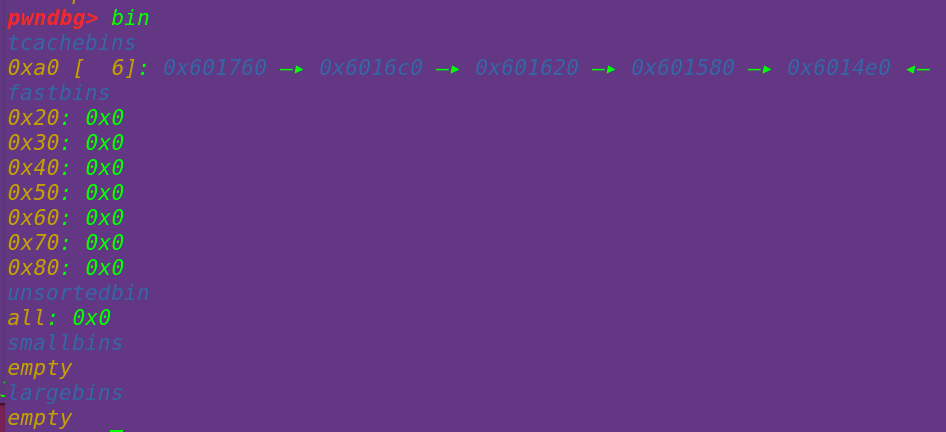 pwndbg> bin
tcachebins
0xa0 [  6]: 0x601760 —▸ 0x6016c0 —▸ 0x601620 —▸ 0x601580 —▸ 0x6014e0 ◂—
fastbins
0x20: 0x0
0x30: 0x0
0x40: 0x0
0x50: 0x0
0x60: 0x0
0x70: 0x0
0x80: 0x0
unsortedbin
all: 0x0
smallbins
empty
largebins
empty